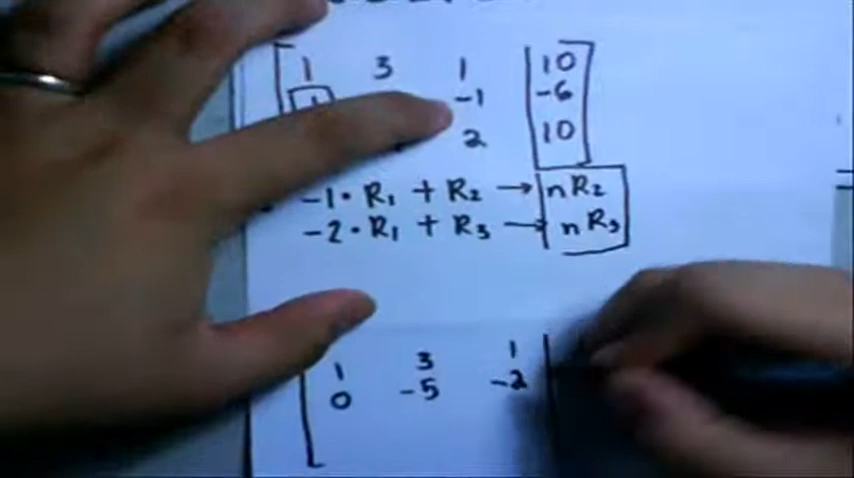 1 3 1 10
-1 -6
2 10
-1 · R₁ + R₂ → nR₂
-2 · R₁ + R₃ → nR₃
1 3 1
0 -5 -2